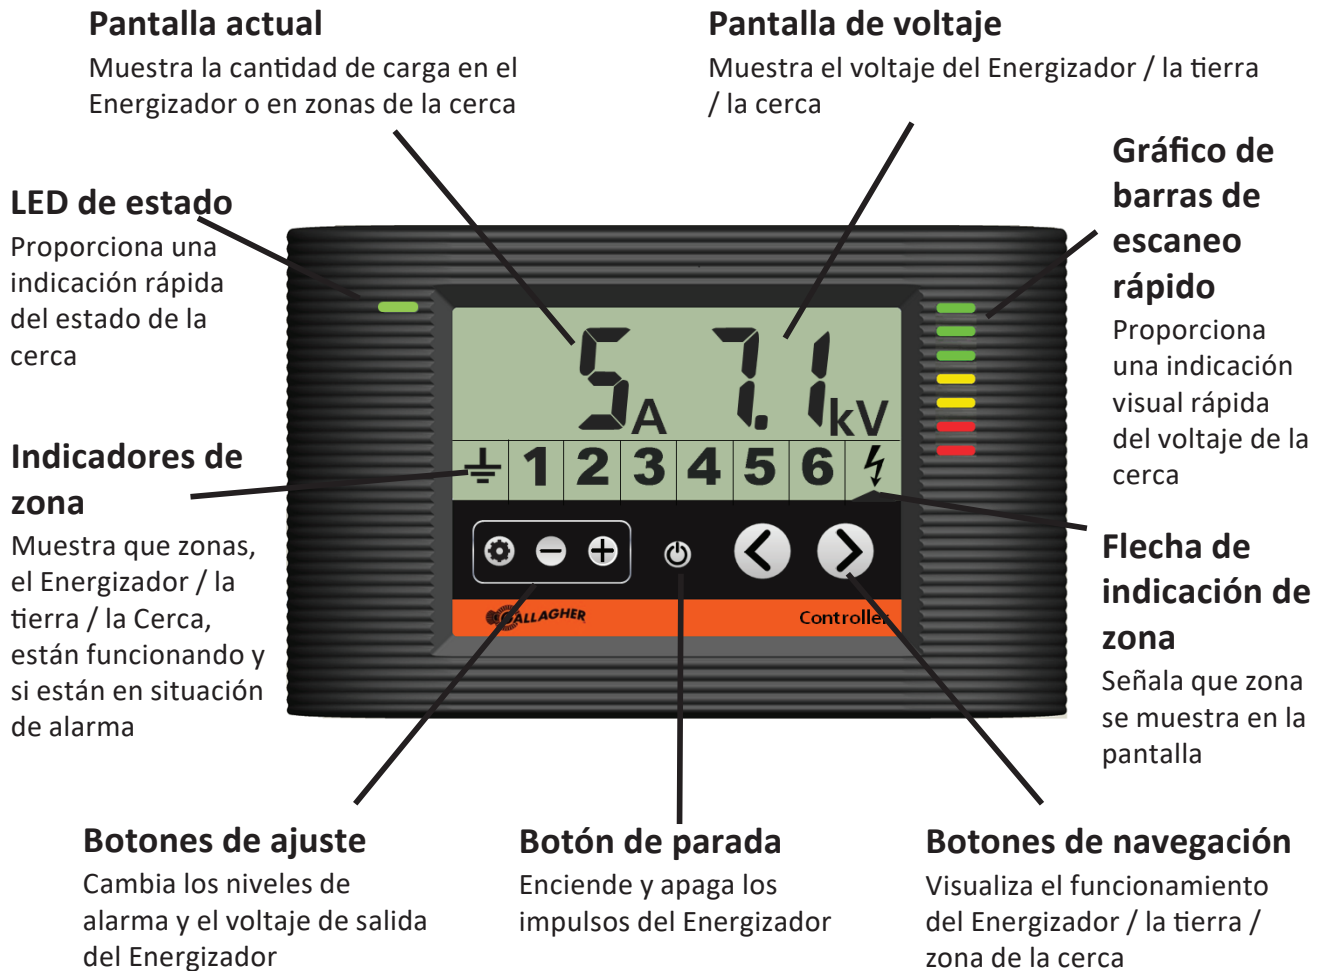 Pantalla actual
Muestra la cantidad de carga en el
Energizador o en zonas de la cerca
Pantalla de voltaje
Muestra el voltaje del Energizador / la tierra
/ la cerca
LED de estado
Proporciona una
indicación rápida
del estado de la
cerca
Gráfico de
barras de
escaneo
rápido
Proporciona
una indicación
visual rápida
del voltaje de la
cerca
5A 7.1kV
1 2 3 4 5 6
GALLAGHER
Controller
Indicadores de
zona
Muestra que zonas,
el Energizador / la
tierra / la Cerca,
están funcionando y
si están en situación
de alarma
Flecha de
indicación de
zona
Señala que zona
se muestra en la
pantalla
Botones de ajuste
Cambia los niveles de
alarma y el voltaje de salida
del Energizador
Botón de parada
Enciende y apaga los
impulsos del Energizador
Botones de navegación
Visualiza el funcionamiento
del Energizador / la tierra /
zona de la cerca